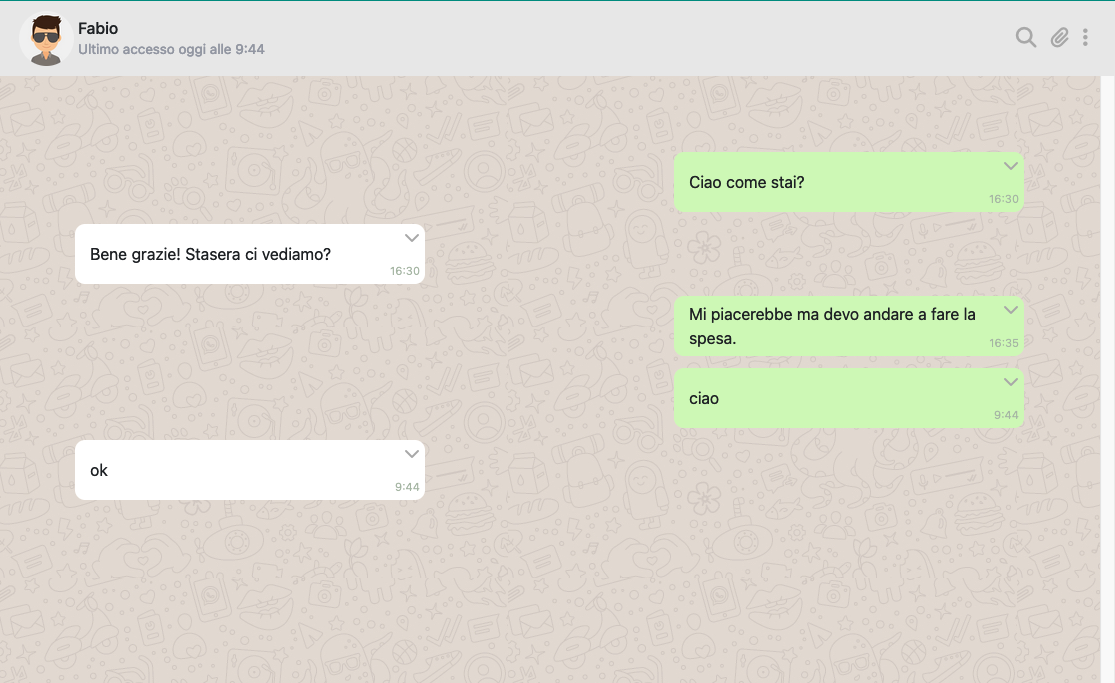 Fabio
Ultimo accesso oggi alle 9:44
Ciao come stai?
16:30
Bene grazie! Stasera ci vediamo?
16:30
Mi piacerebbe ma devo andare a fare la
spesa.
16:35
ciao
9:44
ok
9:44